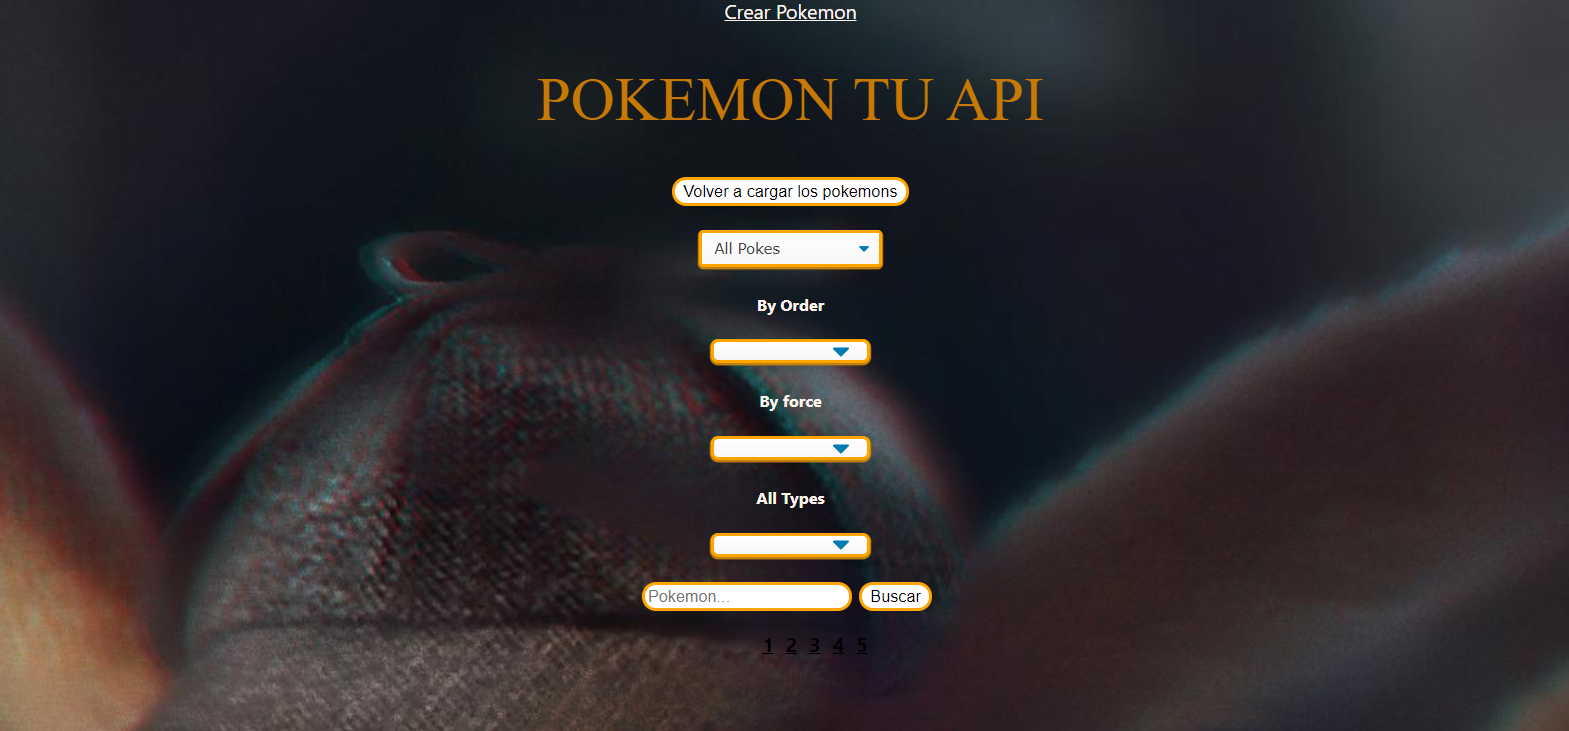 Crear Pokemon
POKEMON TU API
Volver a cargar los pokemons
All Pokes
By Order
By force
All Types
Pokemon... Buscar
1 2 3 4 5